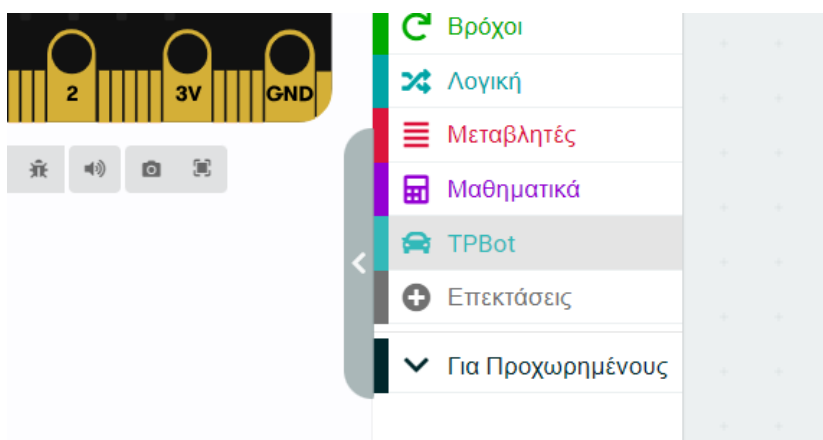 Βρόχοι
Λογική
2 3V GND
Μεταβλητές
Μαθηματικά
TPBot
Επεκτάσεις
Για Προχωρημένους